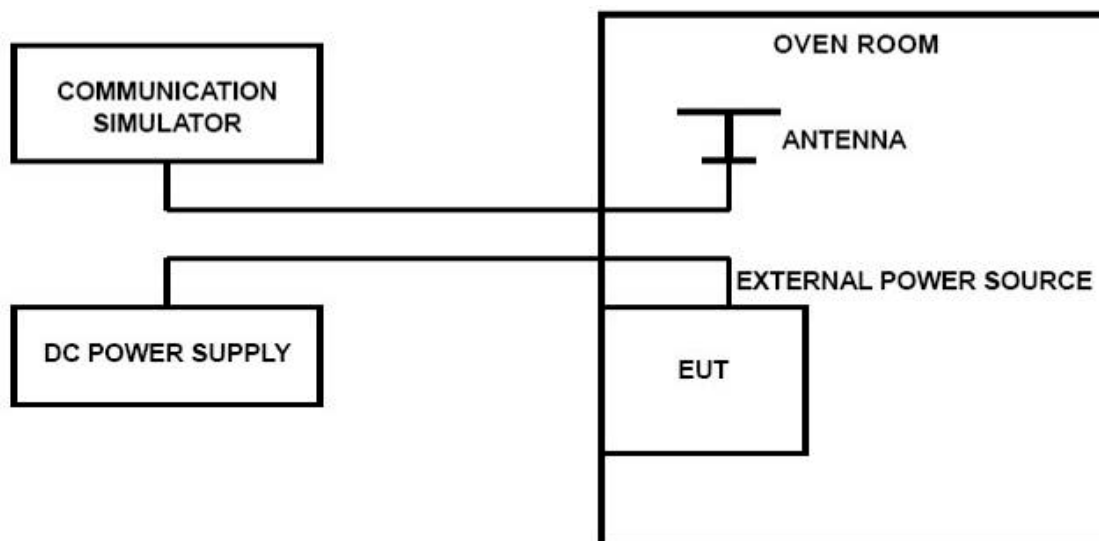 OVEN ROOM
COMMUNICATION
SIMULATOR
ANTENNA
EXTERNAL POWER SOURCE
DC POWER SUPPLY
EUT